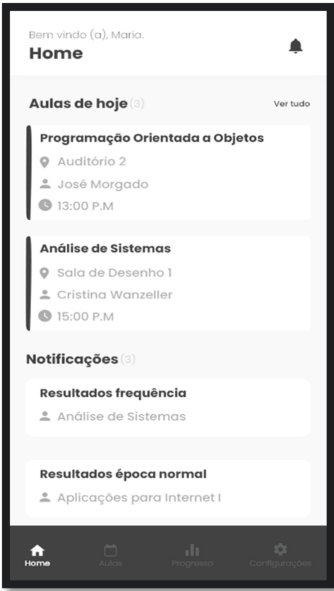 Bem vindo (a), Maria.
Home
Aulas de hoje (3)
Ver tudo
Programação Orientada a Objetos
Auditório 2
José Morgado
13:00 P.M
Análise de Sistemas
Sala de Desenho 1
Cristina Wanzeller
15:00 P.M
Notificações (3)
Resultados frequência
Análise de Sistemas
Resultados época normal
Aplicações para Internet I
Home
Aulas
Progresso
Configurações